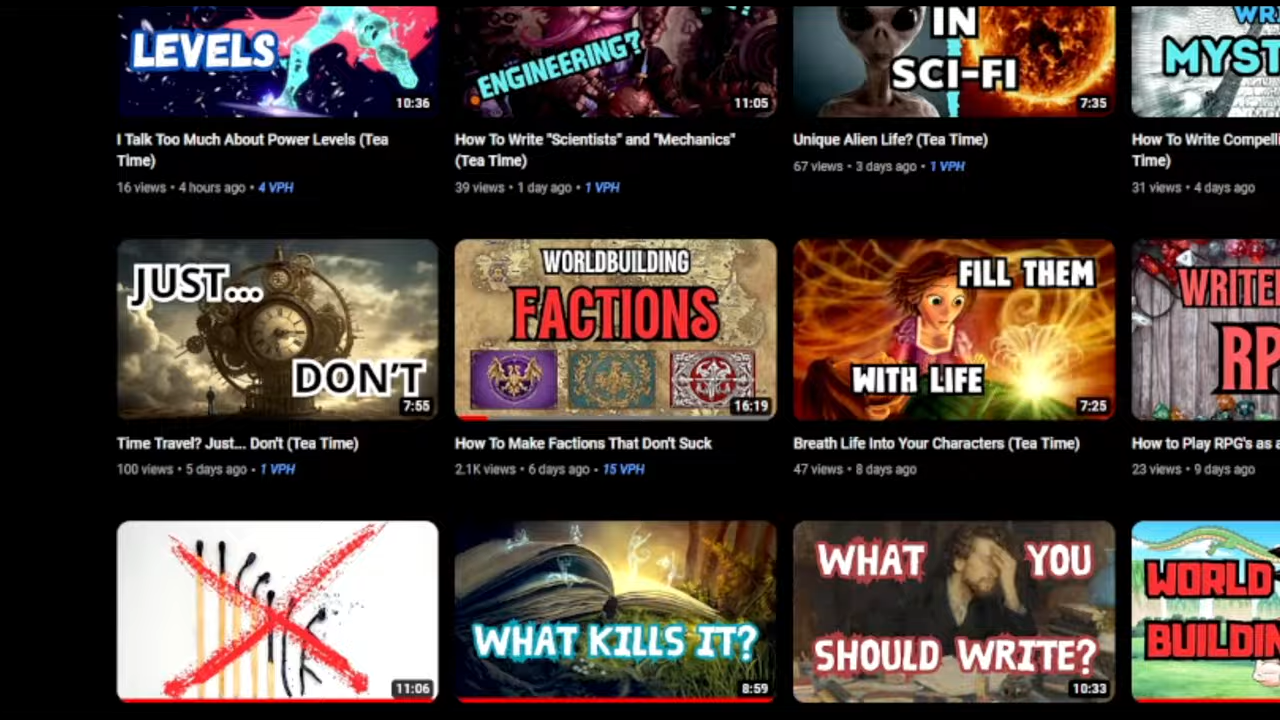 LEVELS
10:36
ENGINEERING?
11:05
IN
SCI-FI
7:35
MYST
I Talk Too Much About Power Levels (Tea
Time)
16 views • 4 hours ago • 4 VPH
How To Write "Scientists" and "Mechanics"
(Tea Time)
39 views • 1 day ago • 1 VPH
Unique Alien Life? (Tea Time)
67 views • 3 days ago • 1 VPH
How To Write Compelli
Time)
31 views • 4 days ago
JUST...
DON'T
7:55
WORLDBUILDING
FACTIONS
16:19
FILL THEM
WITH LIFE
7:25
WRITE
RP
Time Travel? Just... Don't (Tea Time)
100 views • 5 days ago • 1 VPH
How To Make Factions That Don't Suck
2.1K views • 6 days ago • 15 VPH
Breath Life Into Your Characters (Tea Time)
47 views • 8 days ago
How to Play RPG's as a
23 views • 9 days ago
11:06
WHAT KILLS IT?
8:59
WHAT YOU
SHOULD WRITE?
10:33
WORLD
BUILDIN